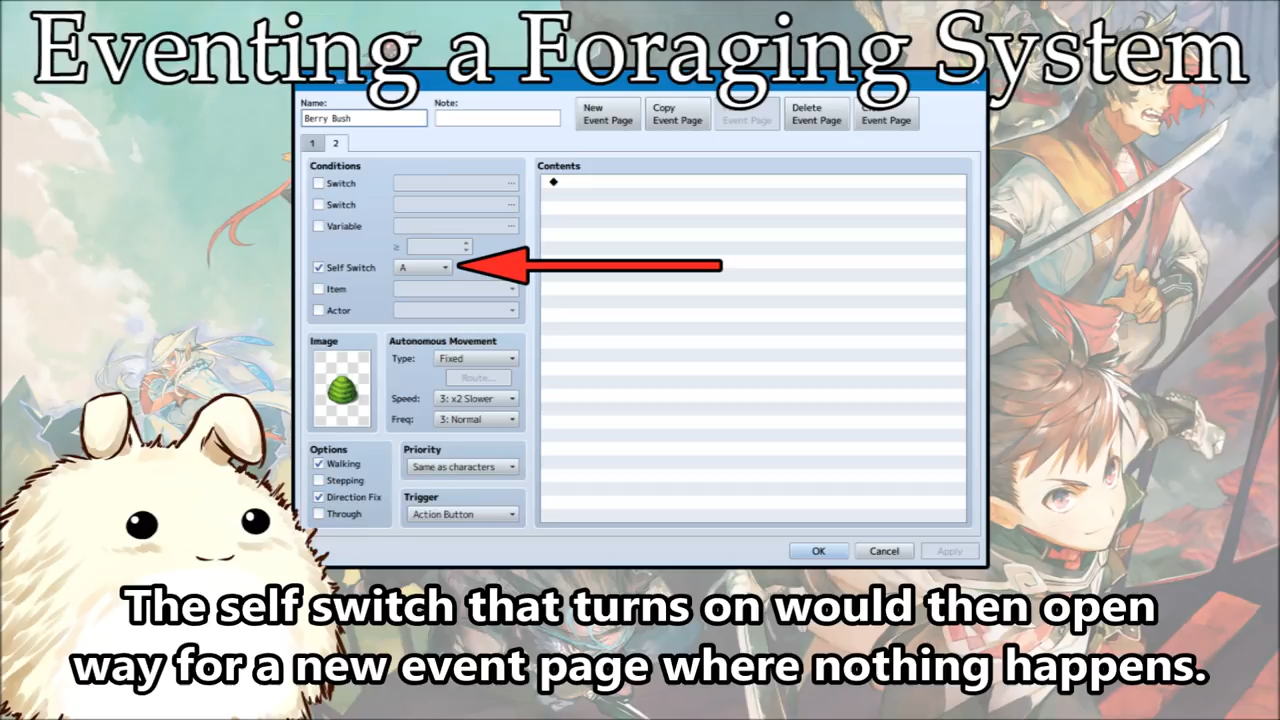 Eventing a Foraging System
Name:
Note:
Berry Bush
New
Event Page
Copy
Event Page
Event Page
Delete
Event Page
Event Page
1
2
Conditions
Switch
...
Switch
...
Variable
...
≥
Self Switch
A
Item
Actor
Image
Autonomous Movement
Type:
Fixed
Route...
Speed:
3: x2 Slower
Freq:
3: Normal
Options
Walking
Stepping
Direction Fix
Through
Priority
Same as characters
Trigger
Action Button
Contents
OK
Cancel
Apply
The self switch that turns on would then open
way for a new event page where nothing happens.